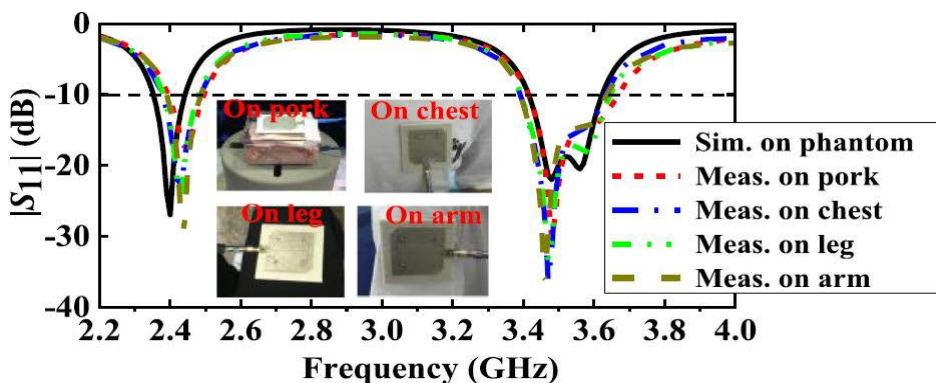 0
-10
-20
-30
-40
|S11| (dB)
On pork
On chest
On leg
On arm
Sim. on phantom
Meas. on pork
Meas. on chest
Meas. on leg
Meas. on arm
2.2 2.4 2.6 2.8 3.0 3.2 3.4 3.6 3.8 4.0
Frequency (GHz)